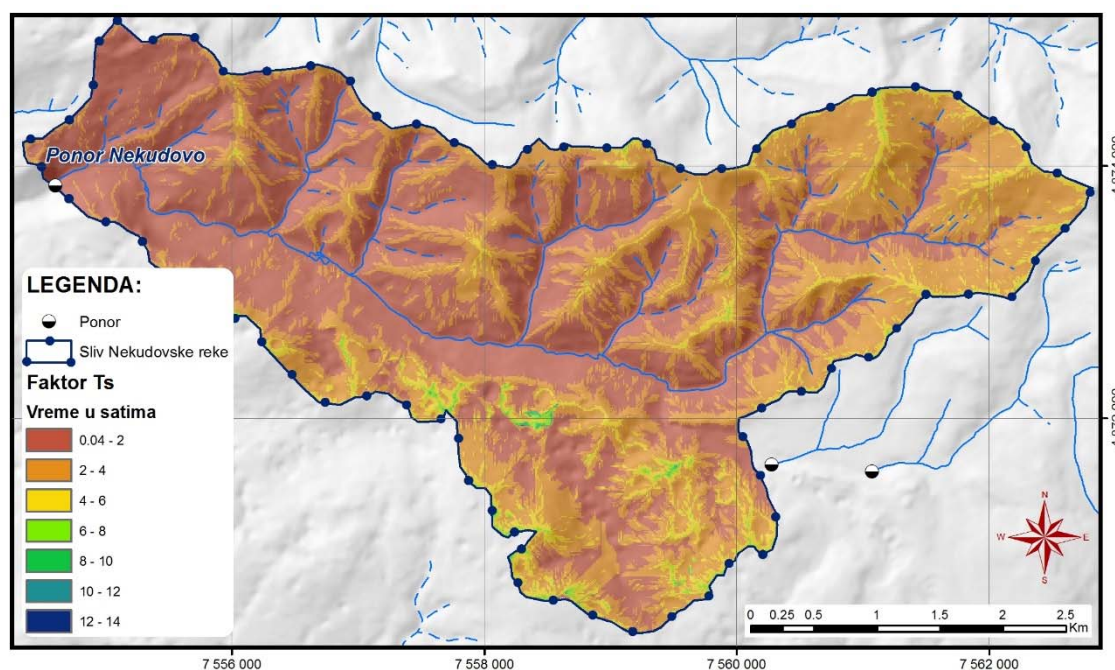 Ponor Nekudovo
LEGENDA:
Ponor
Sliv Nekudovske reke
Faktor Ts
Vreme u satima
0.04 - 2
2 - 4
4 - 6
6 - 8
8 - 10
10 - 12
12 - 14
N
W E
S
0 0.25 0.5 1 1.5 2 2.5
Km
7 556 000 7 558 000 7 560 000 7 562 000